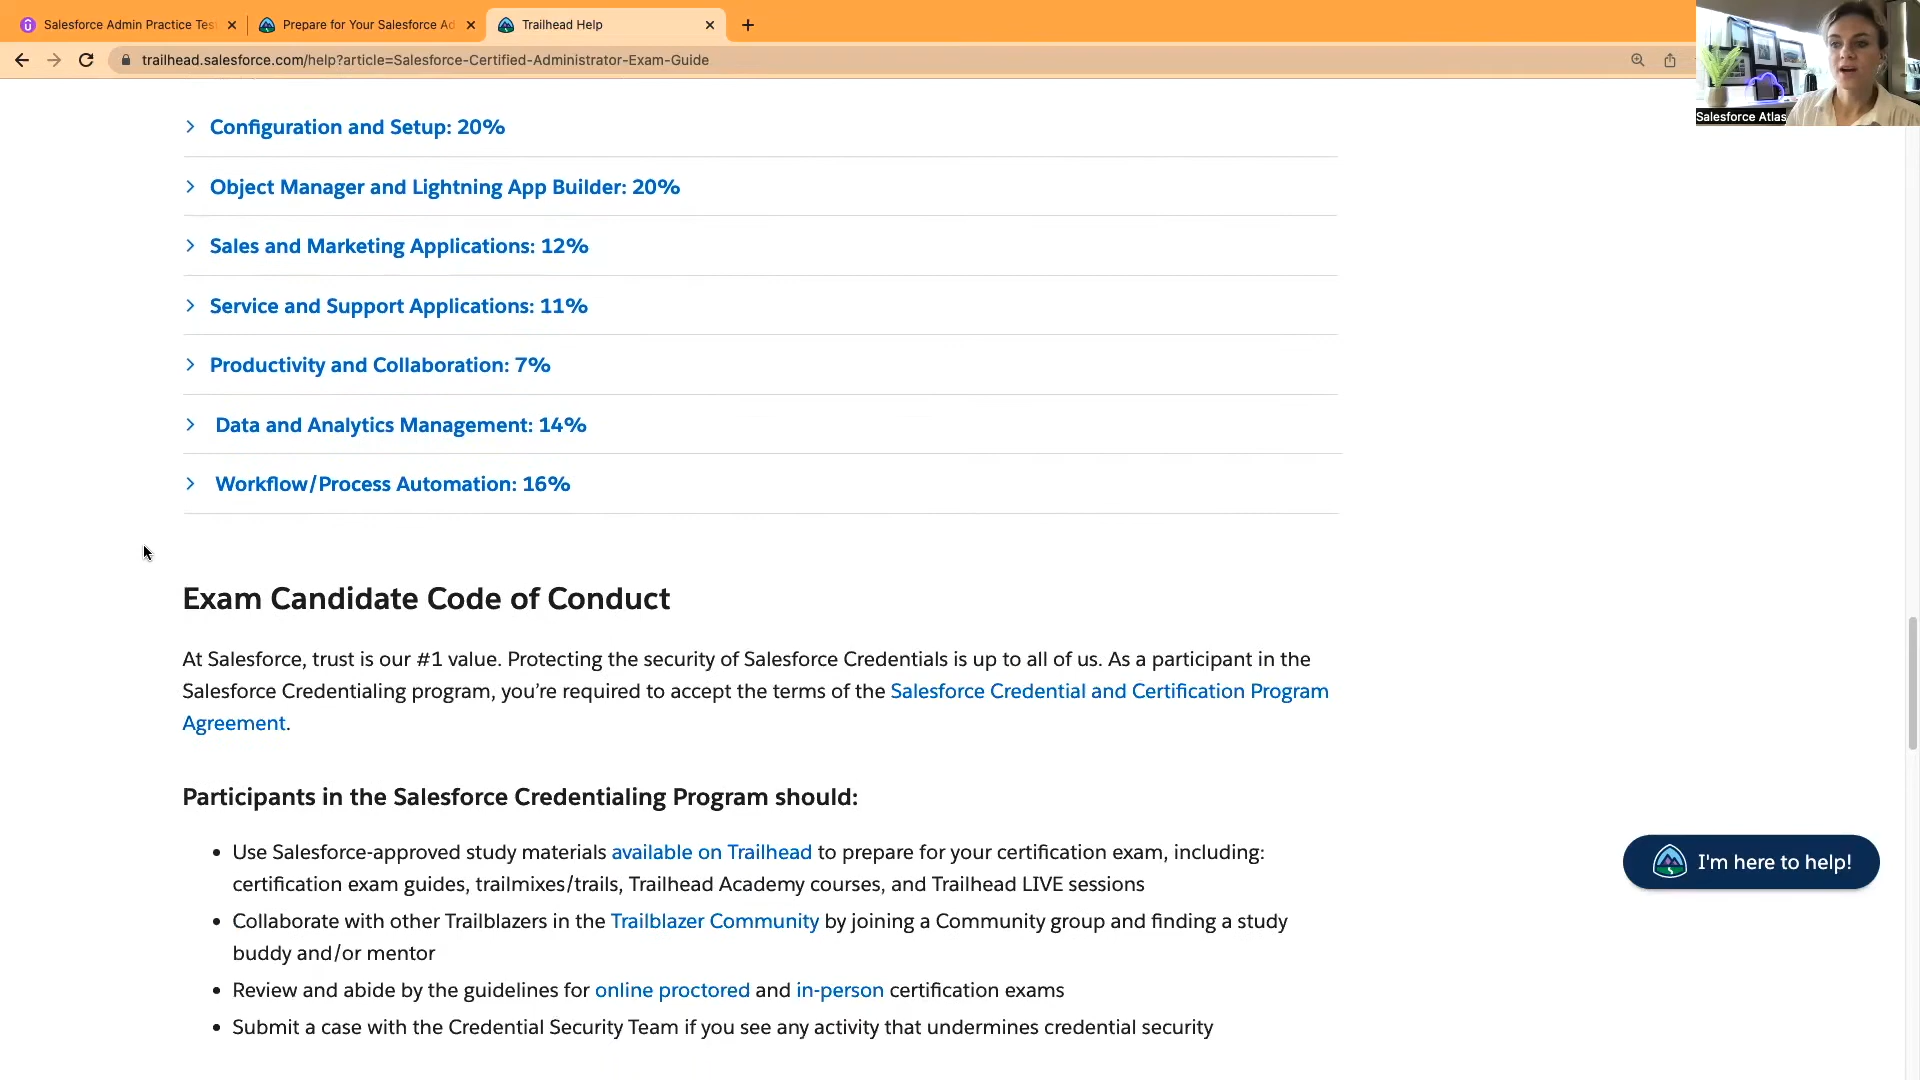 Salesforce Admin Practice Tes
Prepare for Your Salesforce Ad
Trailhead Help
trailhead.salesforce.com/help?article=Salesforce-Certified-Administrator-Exam-Guide
Salesforce Atlas
Configuration and Setup: 20%
Object Manager and Lightning App Builder: 20%
Sales and Marketing Applications: 12%
Service and Support Applications: 11%
Productivity and Collaboration: 7%
Data and Analytics Management: 14%
Workflow/Process Automation: 16%
Exam Candidate Code of Conduct
At Salesforce, trust is our #1 value. Protecting the security of Salesforce Credentials is up to all of us. As a participant in the
Salesforce Credentialing program, you’re required to accept the terms of the Salesforce Credential and Certification Program
Agreement.
Participants in the Salesforce Credentialing Program should:
• Use Salesforce-approved study materials available on Trailhead to prepare for your certification exam, including:
certification exam guides, trailmixes/trails, Trailhead Academy courses, and Trailhead LIVE sessions
• Collaborate with other Trailblazers in the Trailblazer Community by joining a Community group and finding a study
buddy and/or mentor
• Review and abide by the guidelines for online proctored and in-person certification exams
• Submit a case with the Credential Security Team if you see any activity that undermines credential security
I'm here to help!